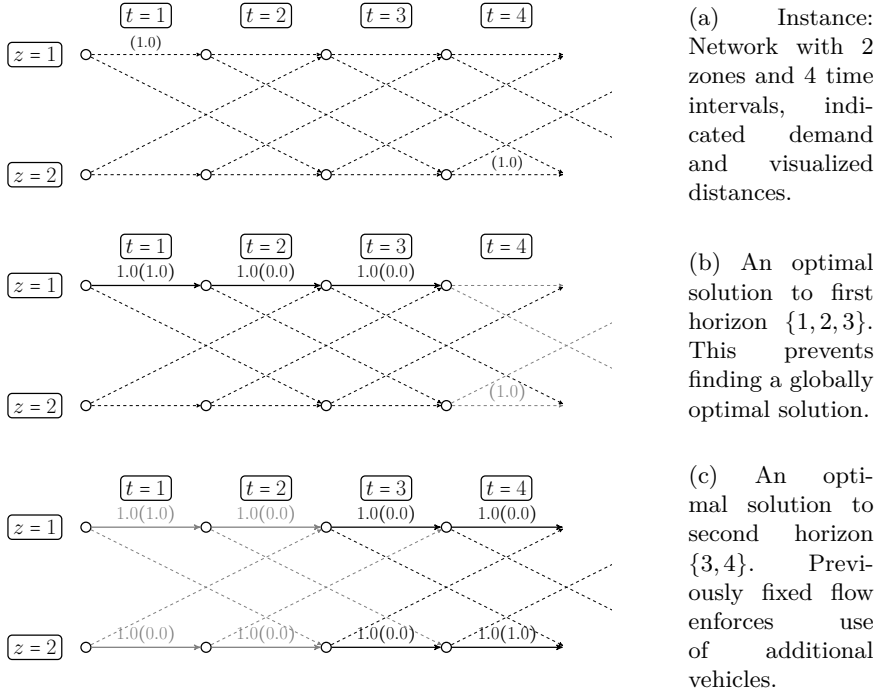 t = 1 t = 2 t = 3 t = 4
(1.0)
z = 1
z = 2
(1.0)
(a) Instance:
Network with 2
zones and 4 time
intervals, indi-
cated demand
and visualized
distances.
t = 1 t = 2 t = 3 t = 4
1.0(1.0) 1.0(0.0) 1.0(0.0)
z = 1
z = 2
(1.0)
(b) An optimal
solution to first
horizon {1, 2, 3}.
This prevents
finding a globally
optimal solution.
t = 1 t = 2 t = 3 t = 4
1.0(1.0) 1.0(0.0) 1.0(0.0) 1.0(0.0)
z = 1
1.0(0.0) 1.0(0.0) 1.0(0.0) 1.0(1.0)
z = 2
(c) An opti-
mal solution to
second horizon
{3, 4}. Previ-
ously fixed flow
enforces use
of additional
vehicles.